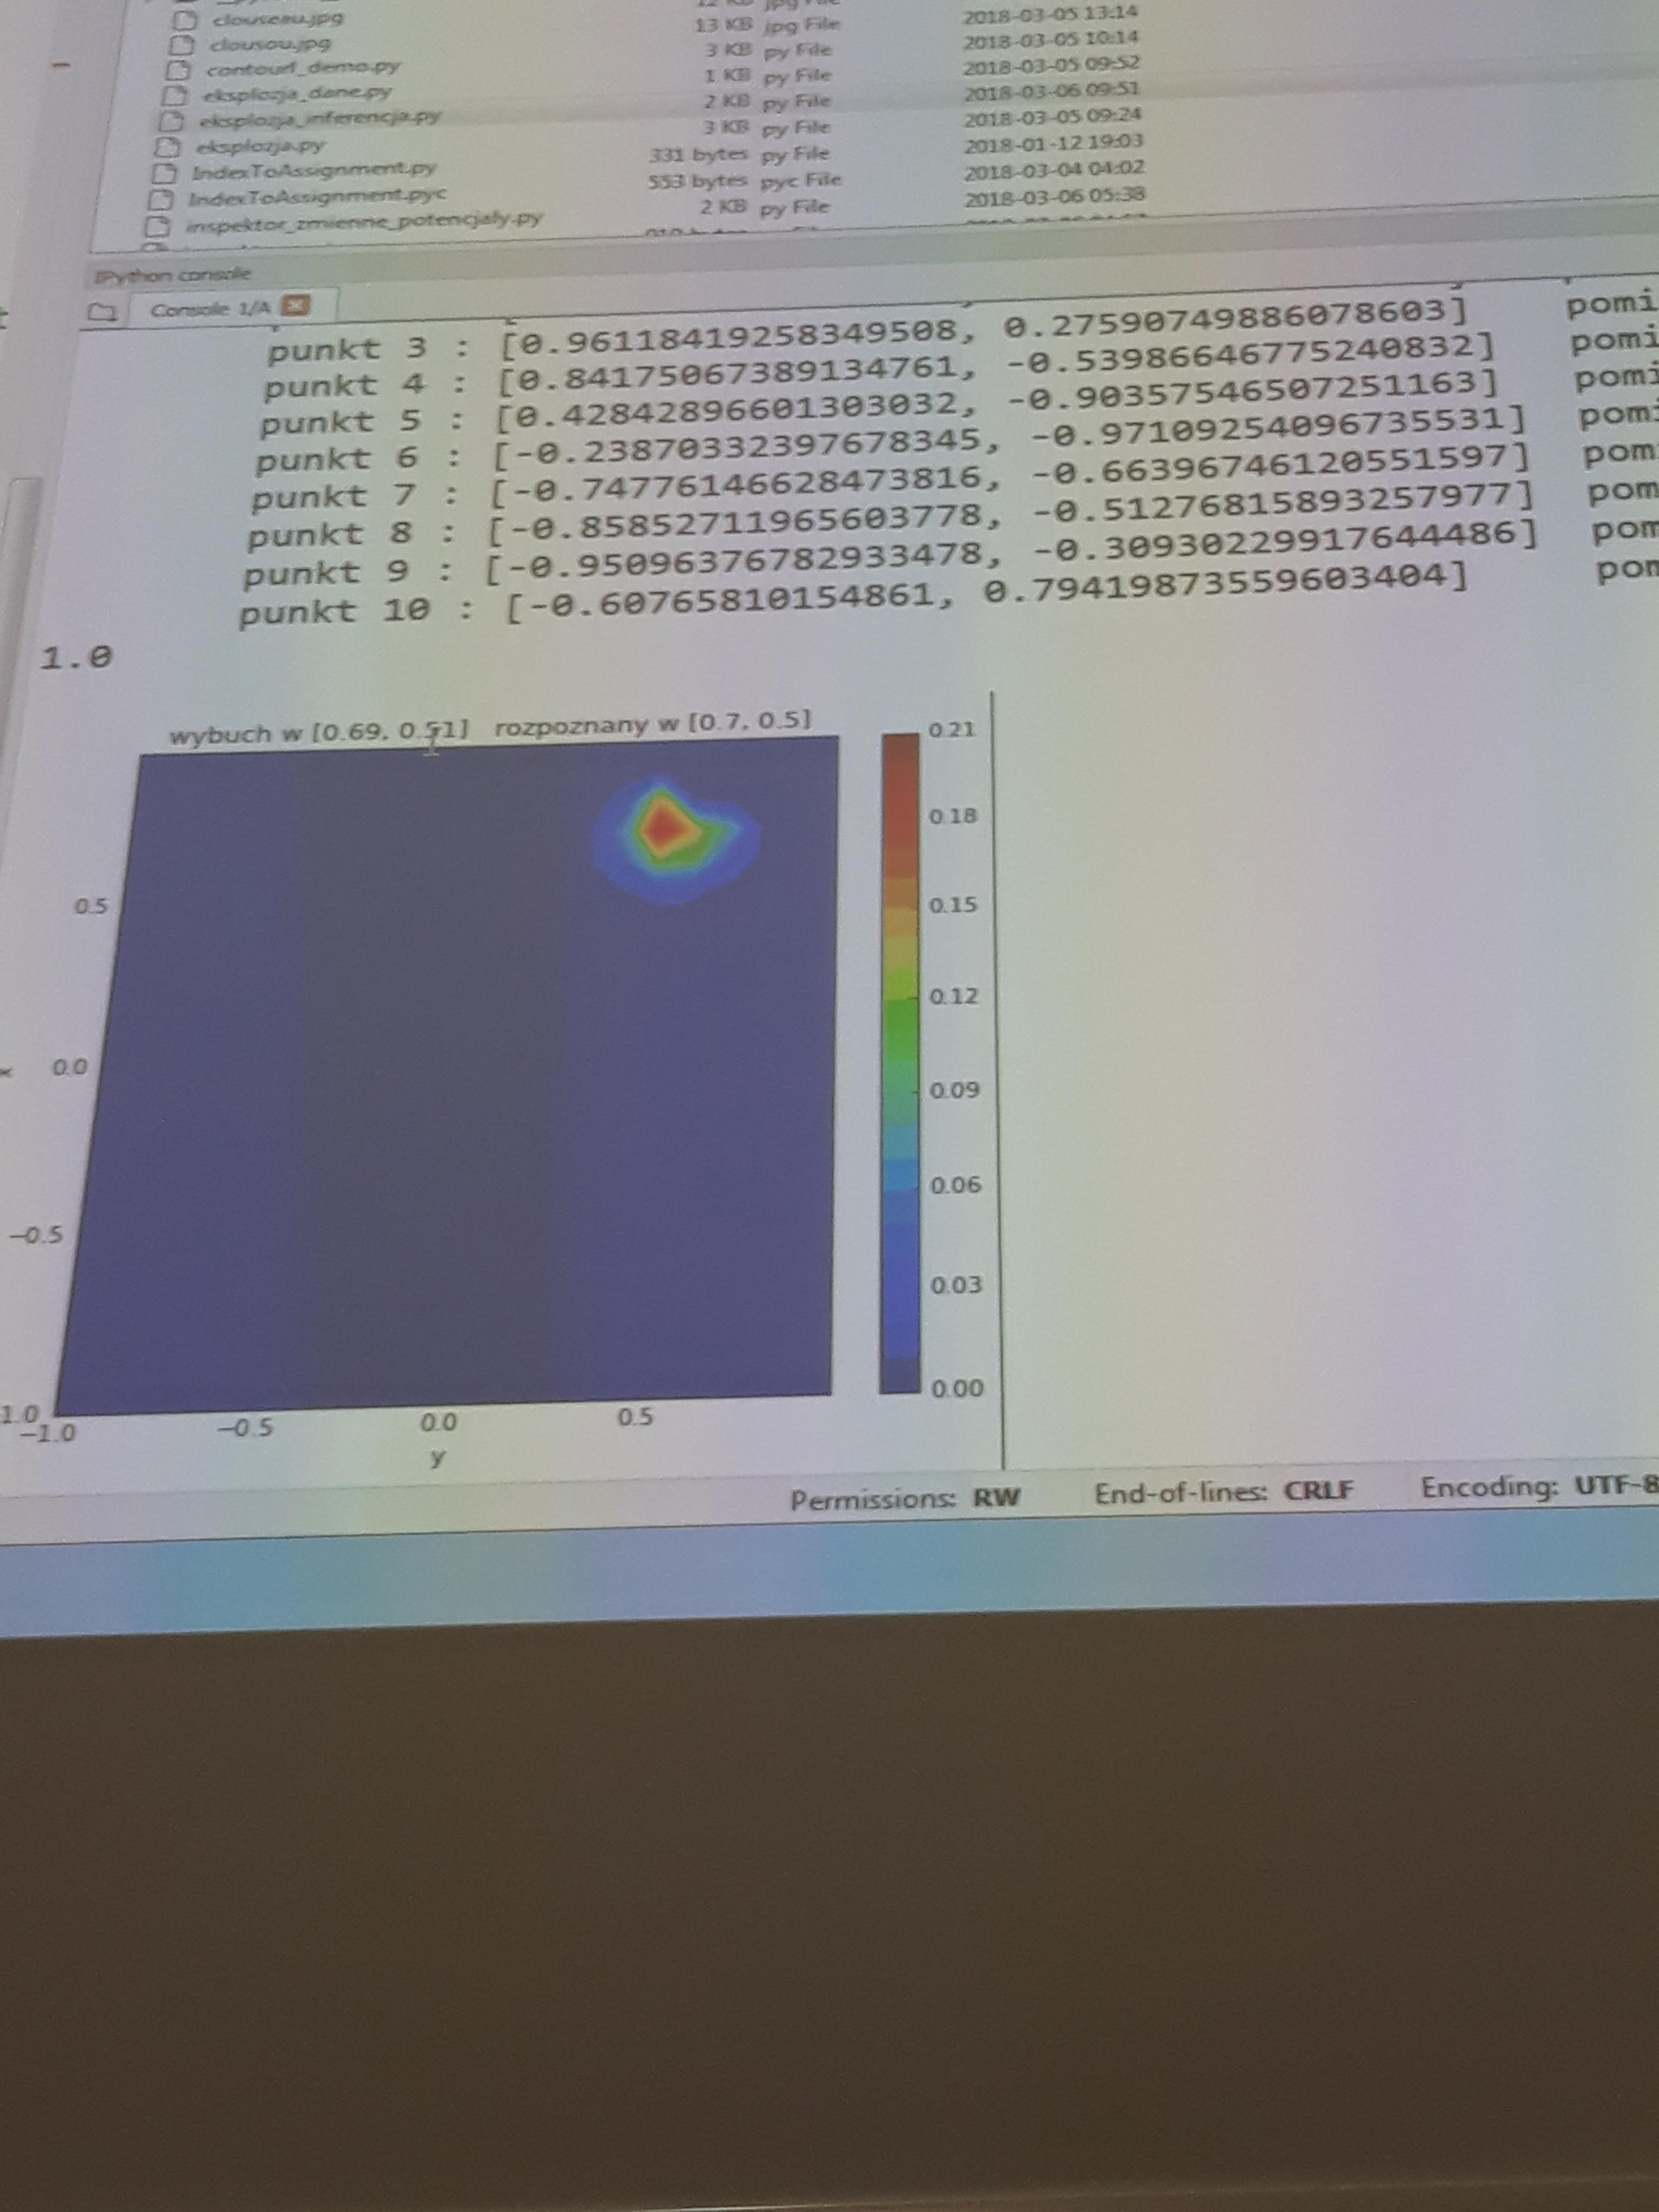 clouseau.jpg 13 KB jpg File 2018-03-05 13:14
clousou.jpg 3 KB py File 2018-03-05 10:14
contourf_demo.py 1 KB py File 2018-03-05 09:52
eksplozja_dane.py 2 KB py File 2018-03-06 09:51
eksplozja_inferencja.py 3 KB py File 2018-03-05 09:24
eksplozja.py 331 bytes py File 2018-01-12 19:03
IndexToAssignment.py 553 bytes pyc File 2018-03-04 04:02
IndexToAssignment.pyc 2 KB py File 2018-03-06 05:38
inspektor_zmienne_potencjaly.py
IPython console
Console 1/A
punkt 3 : [0.96118419258349508, 0.27590749886078603] pomi
punkt 4 : [0.84175067389134761, -0.53986646775240832] pomi
punkt 5 : [0.42842896601303032, -0.90357546507251163] pomi
punkt 6 : [-0.23870332397678345, -0.97109254096735531] pomi
punkt 7 : [-0.74776146628473816, -0.66396746120551597] pom
punkt 8 : [-0.85852711965603778, -0.51276815893257977] pom
punkt 9 : [-0.95096376782933478, -0.30930229917644486] pom
punkt 10 : [-0.60765810154861, 0.79419873559603404] pom
1.0
wybuch w [0.69, 0.51] rozpoznany w [0.7, 0.5]
0.21
0.18
0.5
0.15
0.12
0.0
0.09
0.06
−0.5
0.03
0.00
1.0
−1.0 −0.5 0.0 0.5
y
Permissions: RW End-of-lines: CRLF Encoding: UTF-8